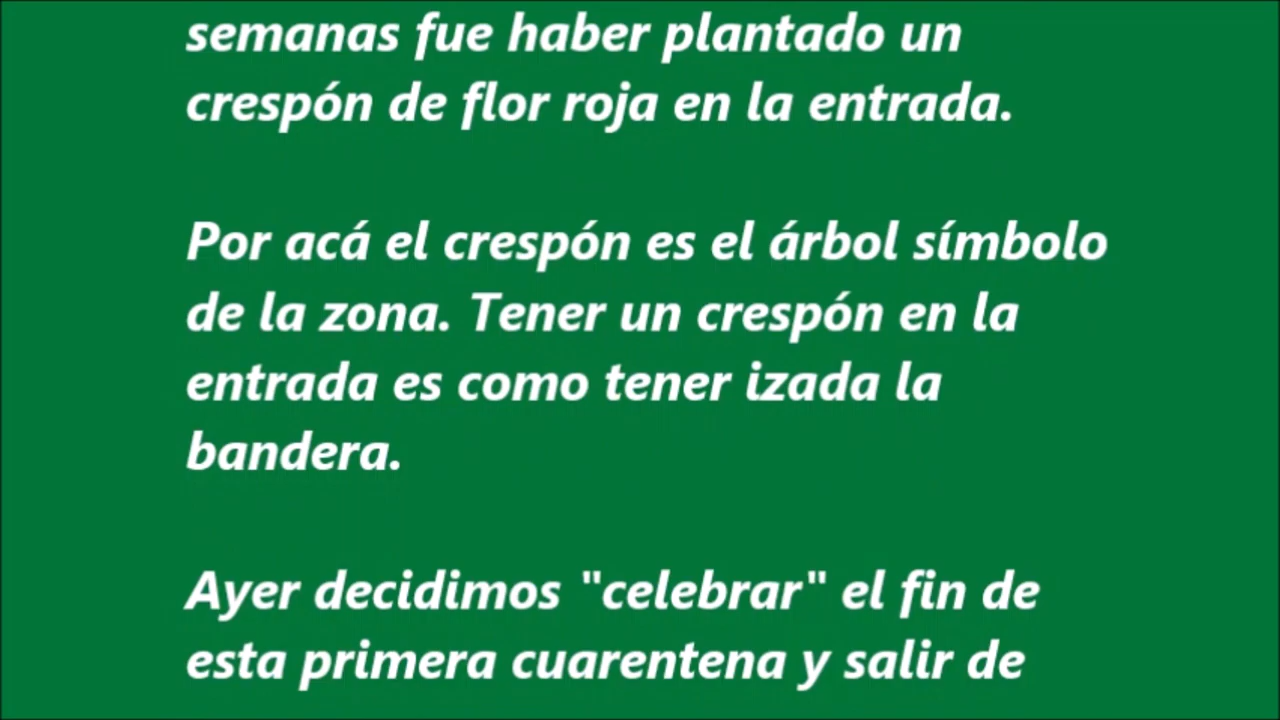 semanas fue haber plantado un
crespón de flor roja en la entrada.
Por acá el crespón es el árbol símbolo
de la zona. Tener un crespón en la
entrada es como tener izada la
bandera.
Ayer decidimos "celebrar" el fin de
esta primera cuarentena y salir de